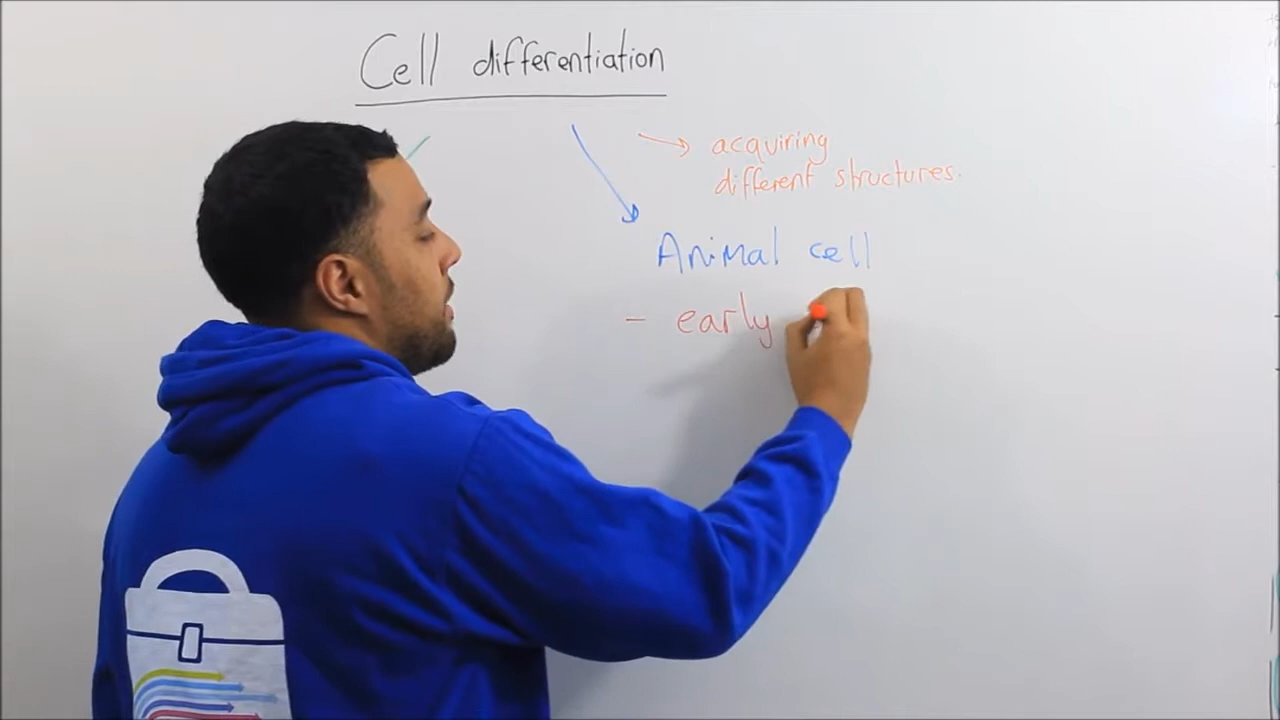 Cell differentiation
acquiring
different structures.
Animal cell
- early